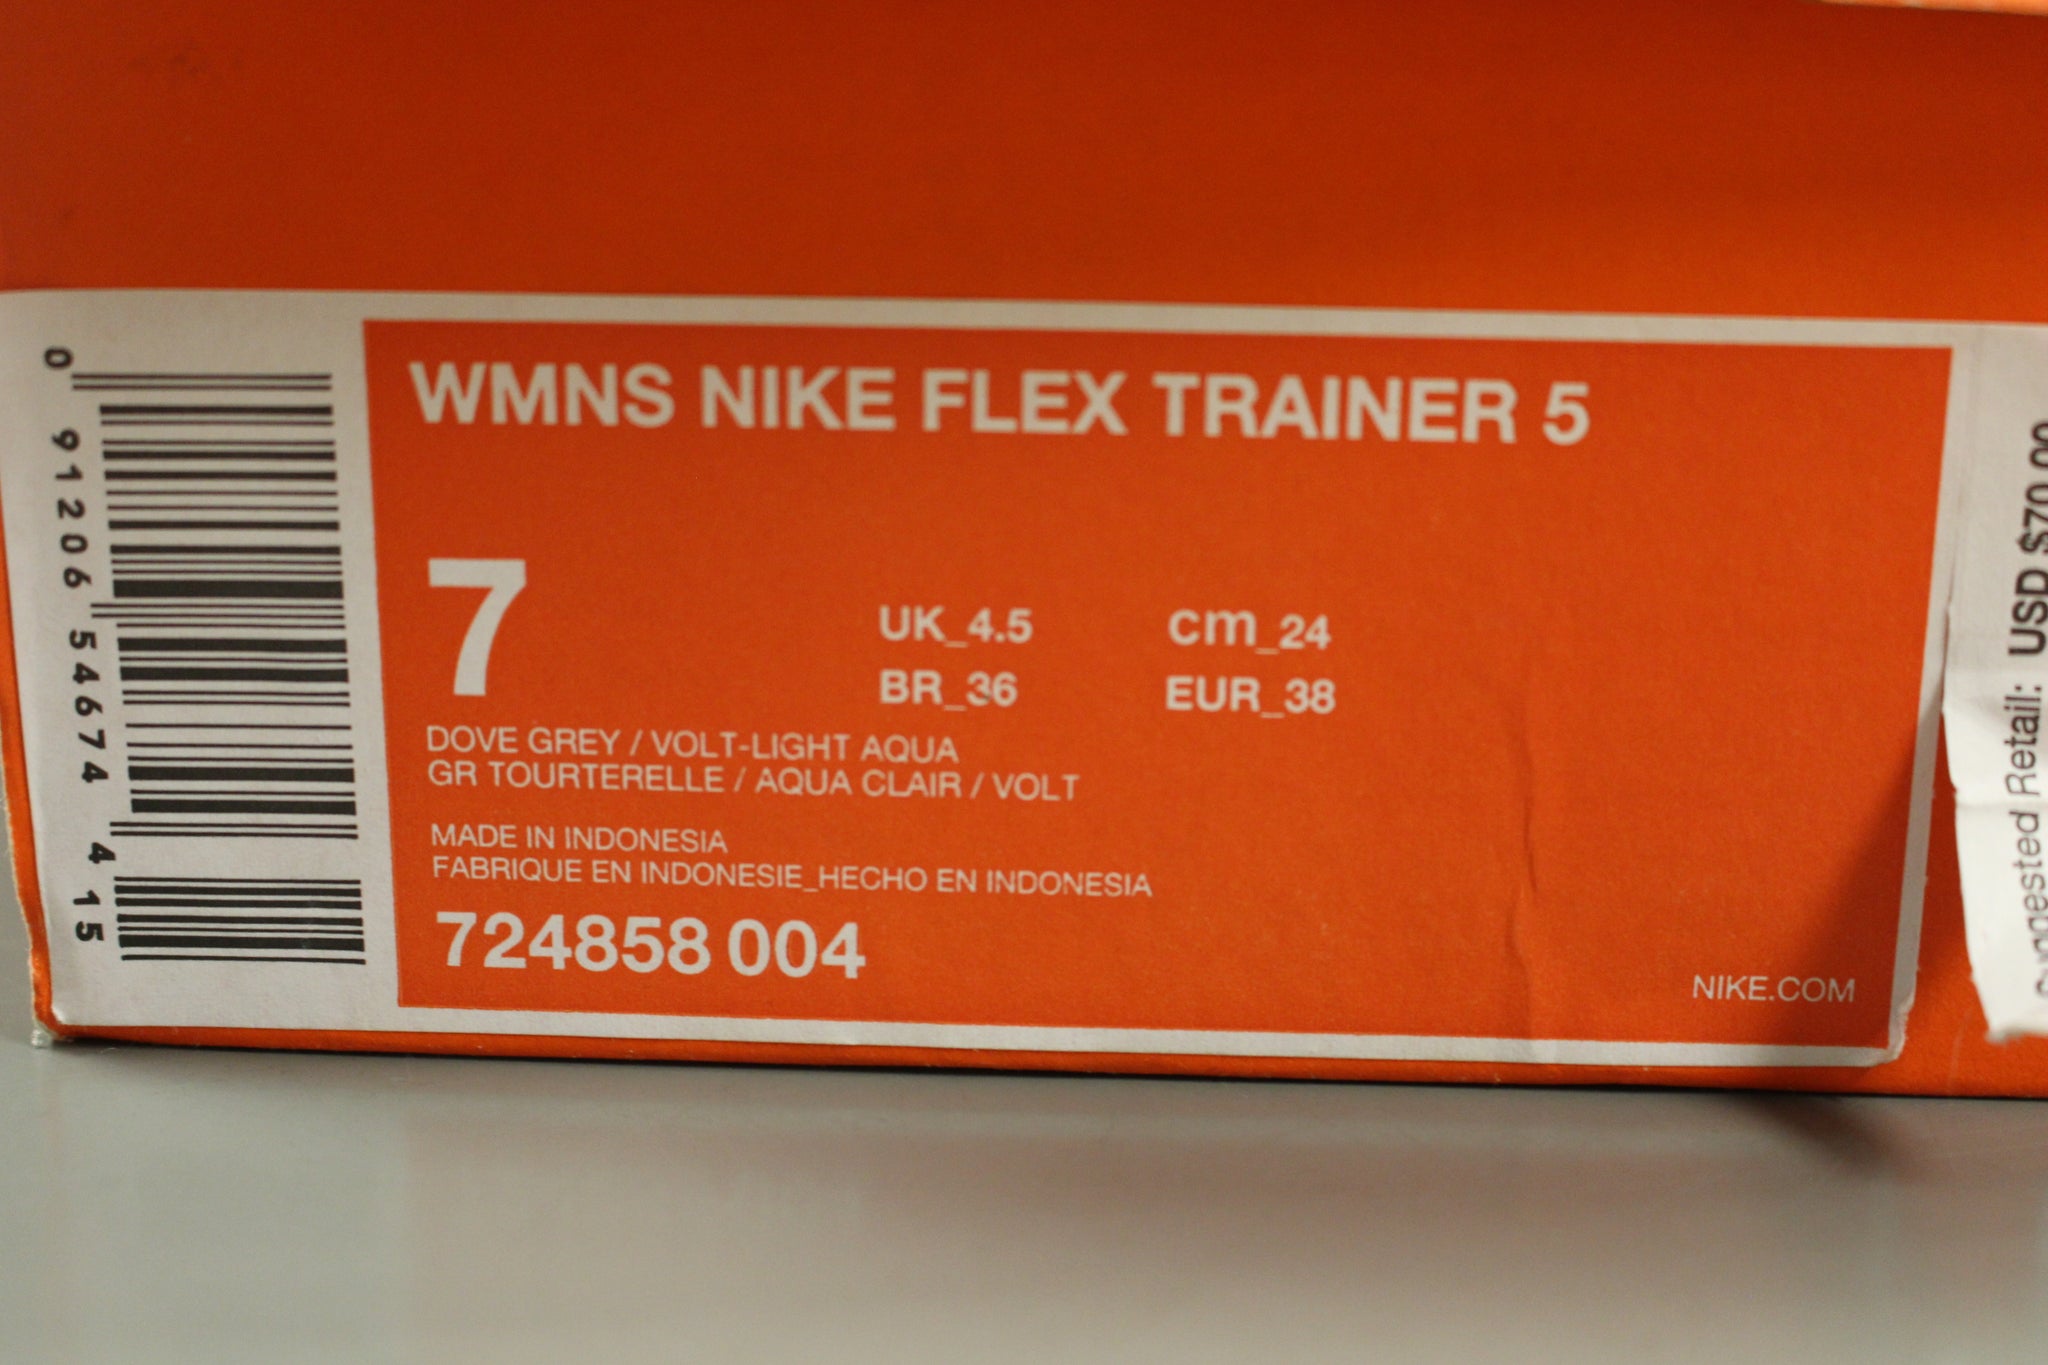 0 91206 54674 4 15
WMNS NIKE FLEX TRAINER 5
7
UK_4.5 cm_24
BR_36 EUR_38
DOVE GREY / VOLT-LIGHT AQUA
GR TOURTERELLE / AQUA CLAIR / VOLT
MADE IN INDONESIA
FABRIQUE EN INDONESIE_HECHO EN INDONESIA
724858 004
NIKE.COM
Suggested Retail: USD $70.00